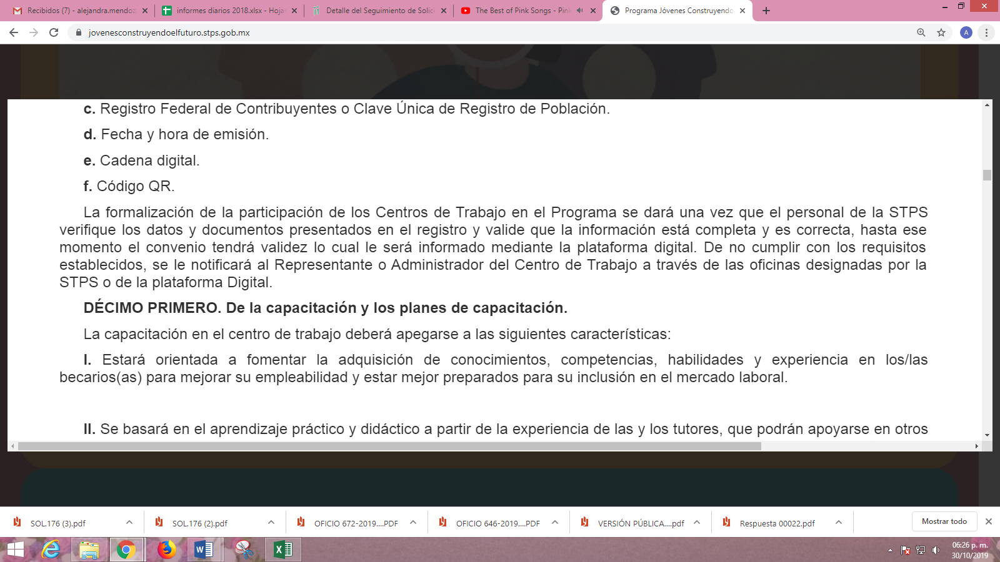 Recibidos (7) - alejandra.mendoz
informes diarios 2018.xlsx - Hoja
Detalle del Seguimiento de Solic
The Best of Pink Songs - Pin
Programa Jóvenes Construyendo
jovenesconstruyendoelfuturo.stps.gob.mx
A
c. Registro Federal de Contribuyentes o Clave Única de Registro de Población.
d. Fecha y hora de emisión.
e. Cadena digital.
f. Código QR.
La formalización de la participación de los Centros de Trabajo en el Programa se dará una vez que el personal de la STPS
verifique los datos y documentos presentados en el registro y valide que la información está completa y es correcta, hasta ese
momento el convenio tendrá validez lo cual le será informado mediante la plataforma digital. De no cumplir con los requisitos
establecidos, se le notificará al Representante o Administrador del Centro de Trabajo a través de las oficinas designadas por la
STPS o de la plataforma Digital.
DÉCIMO PRIMERO. De la capacitación y los planes de capacitación.
La capacitación en el centro de trabajo deberá apegarse a las siguientes características:
I. Estará orientada a fomentar la adquisición de conocimientos, competencias, habilidades y experiencia en los/las
becarios(as) para mejorar su empleabilidad y estar mejor preparados para su inclusión en el mercado laboral.
II. Se basará en el aprendizaje práctico y didáctico a partir de la experiencia de las y los tutores, que podrán apoyarse en otros
SOL.176 (3).pdf
SOL.176 (2).pdf
OFICIO 672-2019....PDF
OFICIO 646-2019....PDF
VERSIÓN PÚBLICA....pdf
Respuesta 00022.pdf
Mostrar todo
06:26 p. m.
30/10/2019